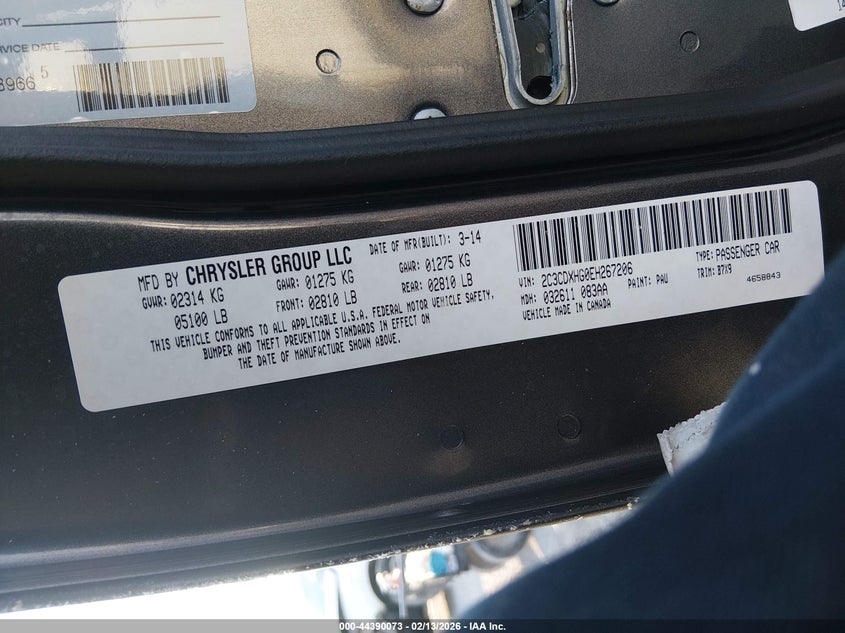 CITY
SERVICE DATE
8966 5
14
MFD BY CHRYSLER GROUP LLC
DATE OF MFR(BUILT): 3-14
GVWR: 02314 KG
GAWR: 01275 KG
GAWR: 01275 KG
05100 LB
FRONT: 02810 LB
REAR: 02810 LB
THIS VEHICLE CONFORMS TO ALL APPLICABLE U.S.A. FEDERAL MOTOR VEHICLE SAFETY,
BUMPER AND THEFT PREVENTION STANDARDS IN EFFECT ON
THE DATE OF MANUFACTURE SHOWN ABOVE.
VIN: 2C3CDXHG0EH267206
TYPE: PASSENGER CAR
MDH: 032611 083AA
PAINT: PAU
TRIM: B7X9
VEHICLE MADE IN CANADA
4658843
000-44390073 - 02/13/2026 - IAA Inc.